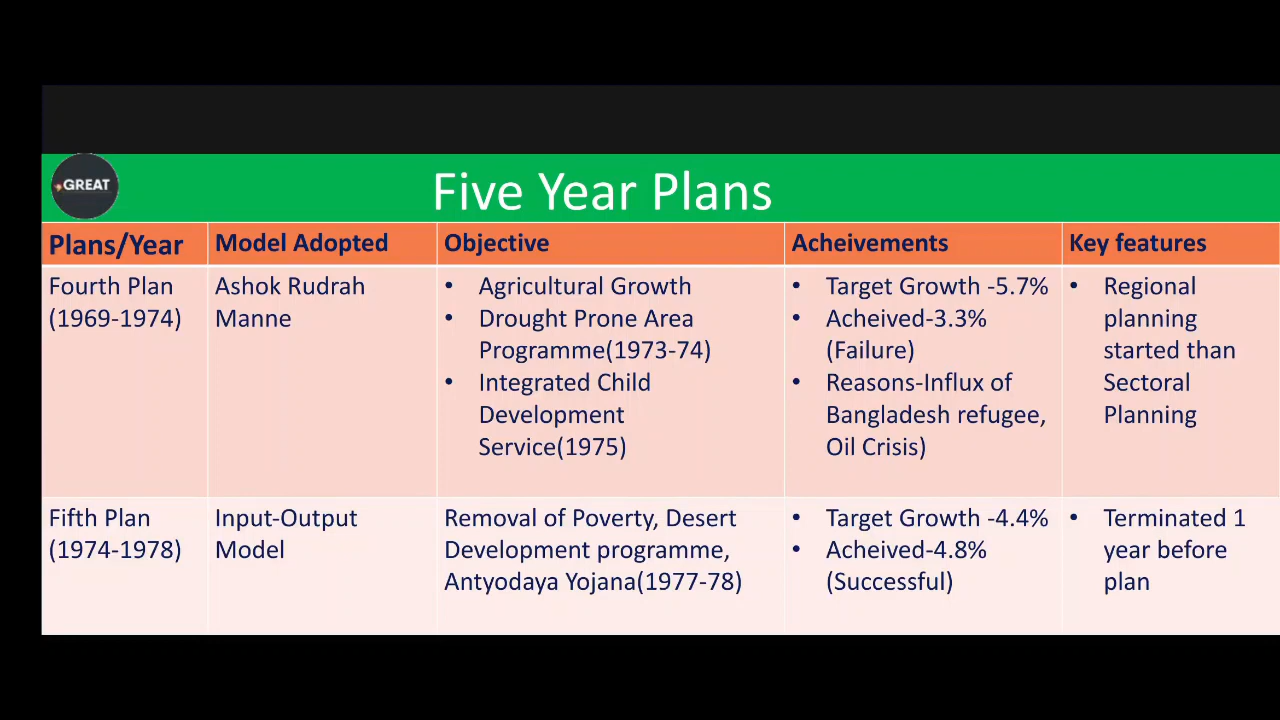 GREAT
Five Year Plans
Plans/Year
Model Adopted
Objective
Acheivements
Key features
Fourth Plan
(1969-1974)
Ashok Rudrah
Manne
• Agricultural Growth
• Drought Prone Area
Programme(1973-74)
• Integrated Child
Development
Service(1975)
• Target Growth -5.7%
• Acheived-3.3%
(Failure)
• Reasons-Influx of
Bangladesh refugee,
Oil Crisis)
• Regional
planning
started than
Sectoral
Planning
Fifth Plan
(1974-1978)
Input-Output
Model
Removal of Poverty, Desert
Development programme,
Antyodaya Yojana(1977-78)
• Target Growth -4.4%
• Acheived-4.8%
(Successful)
• Terminated 1
year before
plan